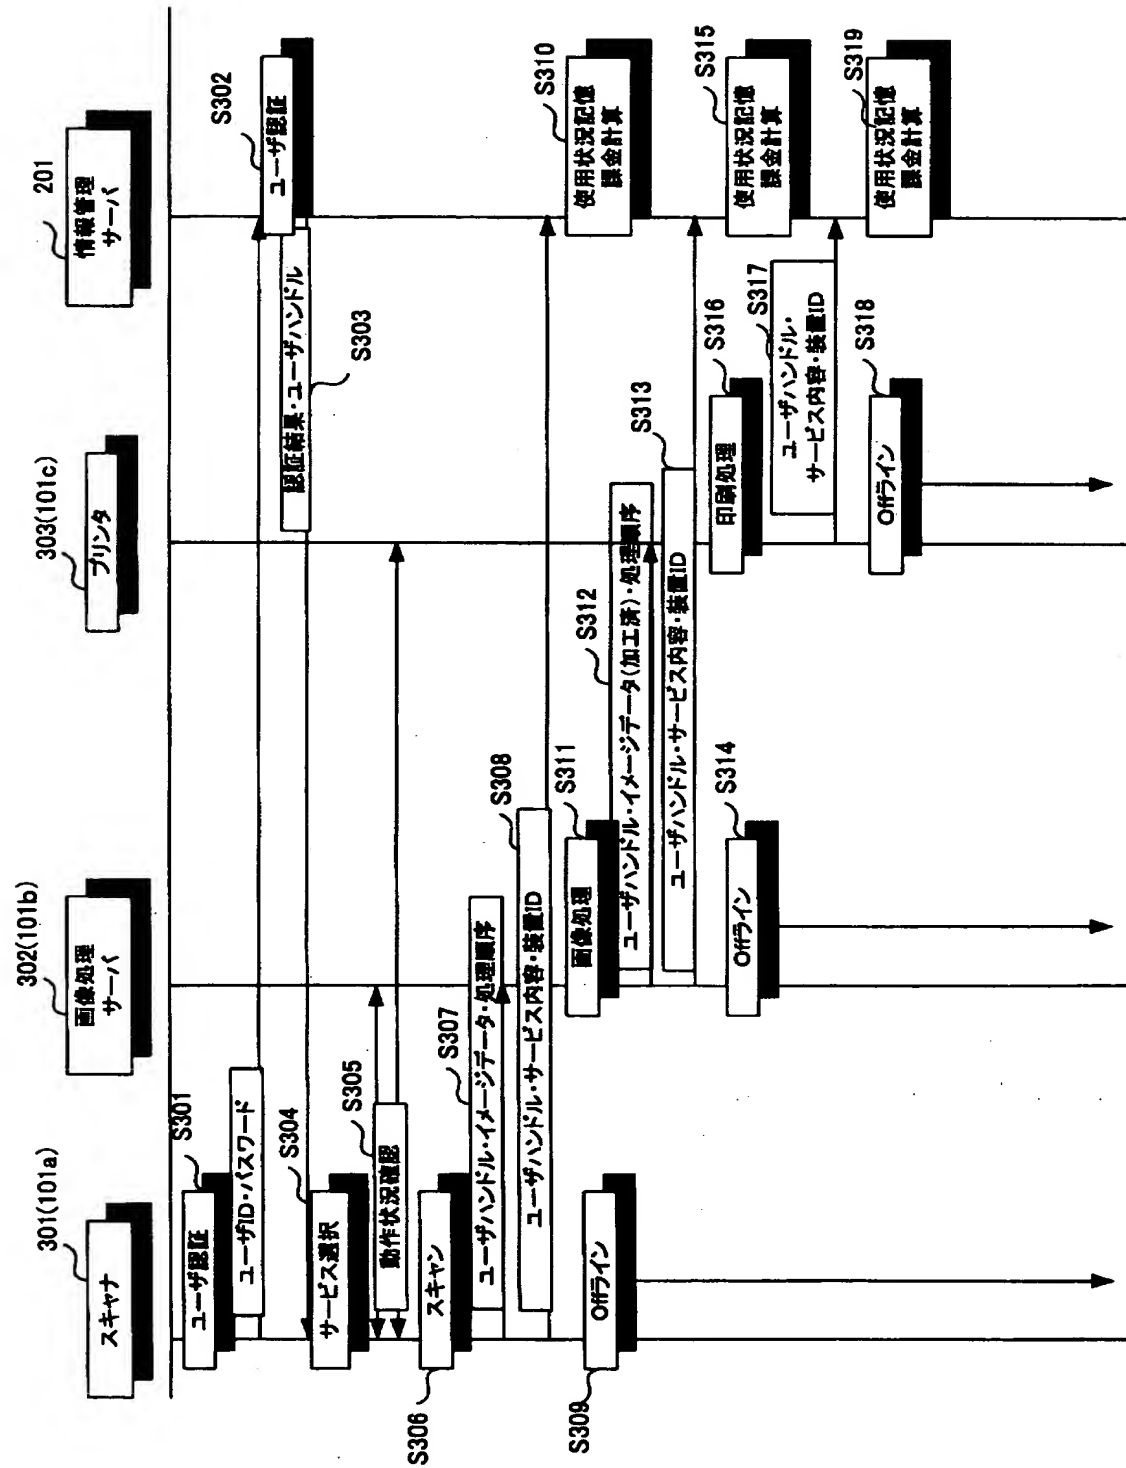 301(101a)
スキャナ
302(101b)
画像処理
サーバ
303(101c)
プリンタ
201
情報管理
サーバ
S301
ユーザ認証
ユーザID・パスワード
S302
ユーザ認証
認証結果・ユーザハンドル
S303
S304
サービス選択
S305
動作状況確認
S306
スキャン
S307
ユーザハンドル・イメージデータ・処理順序
S308
ユーザハンドル・サービス内容・装置ID
S309
Offライン
S310
使用状況記憶
課金計算
S311
画像処理
S312
ユーザハンドル・イメージデータ(加工済)・処理順序
S313
ユーザハンドル・サービス内容・装置ID
S314
Offライン
S315
使用状況記憶
課金計算
S316
印刷処理
S317
ユーザハンドル・
サービス内容・装置ID
S318
Offライン
S319
使用状況記憶
課金計算